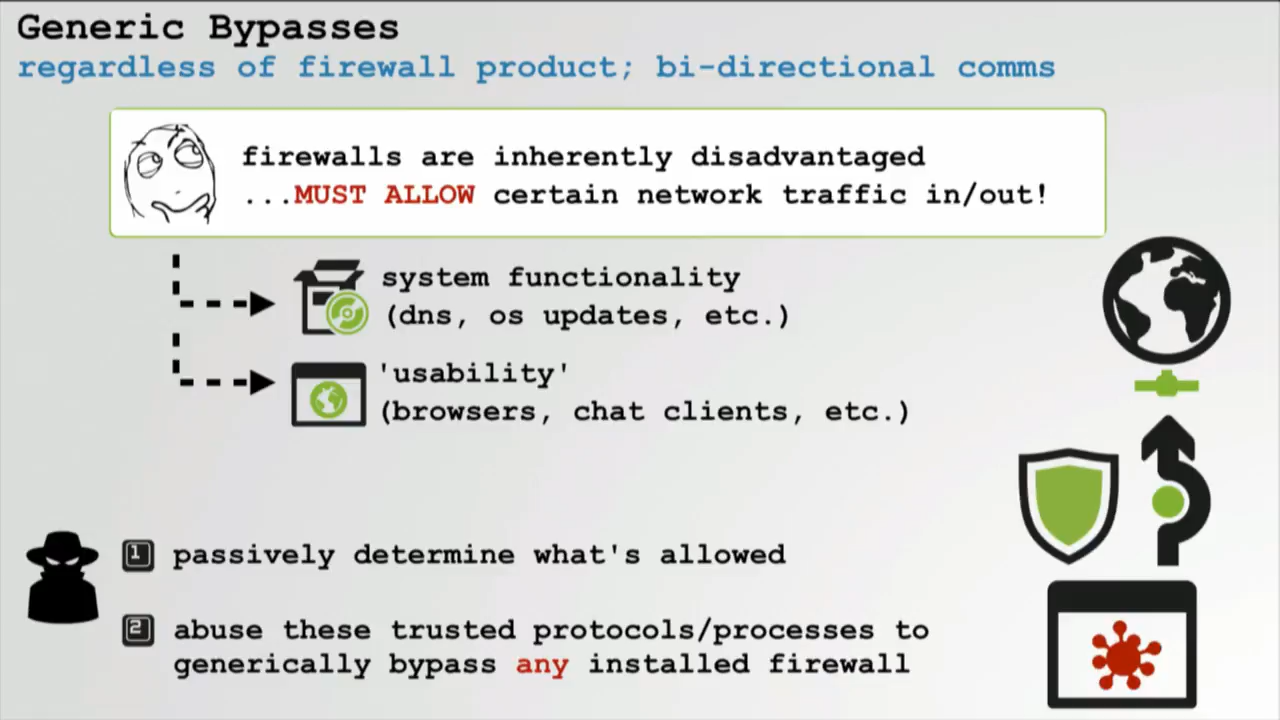 Generic Bypasses
regardless of firewall product; bi-directional comms
firewalls are inherently disadvantaged
...MUST ALLOW certain network traffic in/out!
system functionality
(dns, os updates, etc.)
'usability'
(browsers, chat clients, etc.)
1 passively determine what's allowed
2 abuse these trusted protocols/processes to
generically bypass any installed firewall